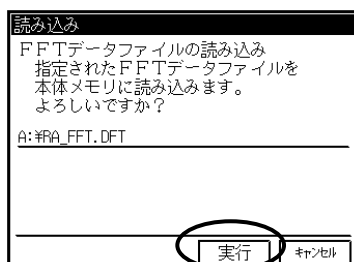 読み込み
ＦＦＴデータファイルの読み込み
指定されたＦＦＴデータファイルを
本体メモリに読み込みます。
よろしいですか？
A:¥RA_FFT.DFT
実行 ｷｬﾝｾﾙ